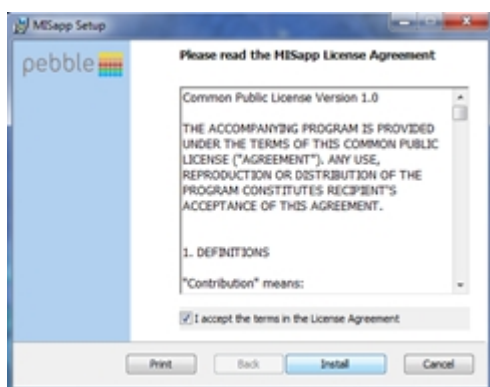 MISapp Setup
pebble
Please read the MISapp License Agreement
Common Public License Version 1.0
THE ACCOMPANYING PROGRAM IS PROVIDED
UNDER THE TERMS OF THIS COMMON PUBLIC
LICENSE ("AGREEMENT"). ANY USE,
REPRODUCTION OR DISTRIBUTION OF THE
PROGRAM CONSTITUTES RECIPIENT'S
ACCEPTANCE OF THIS AGREEMENT.
1. DEFINITIONS
"Contribution" means:
I accept the terms in the License Agreement
Print
Back
Install
Cancel